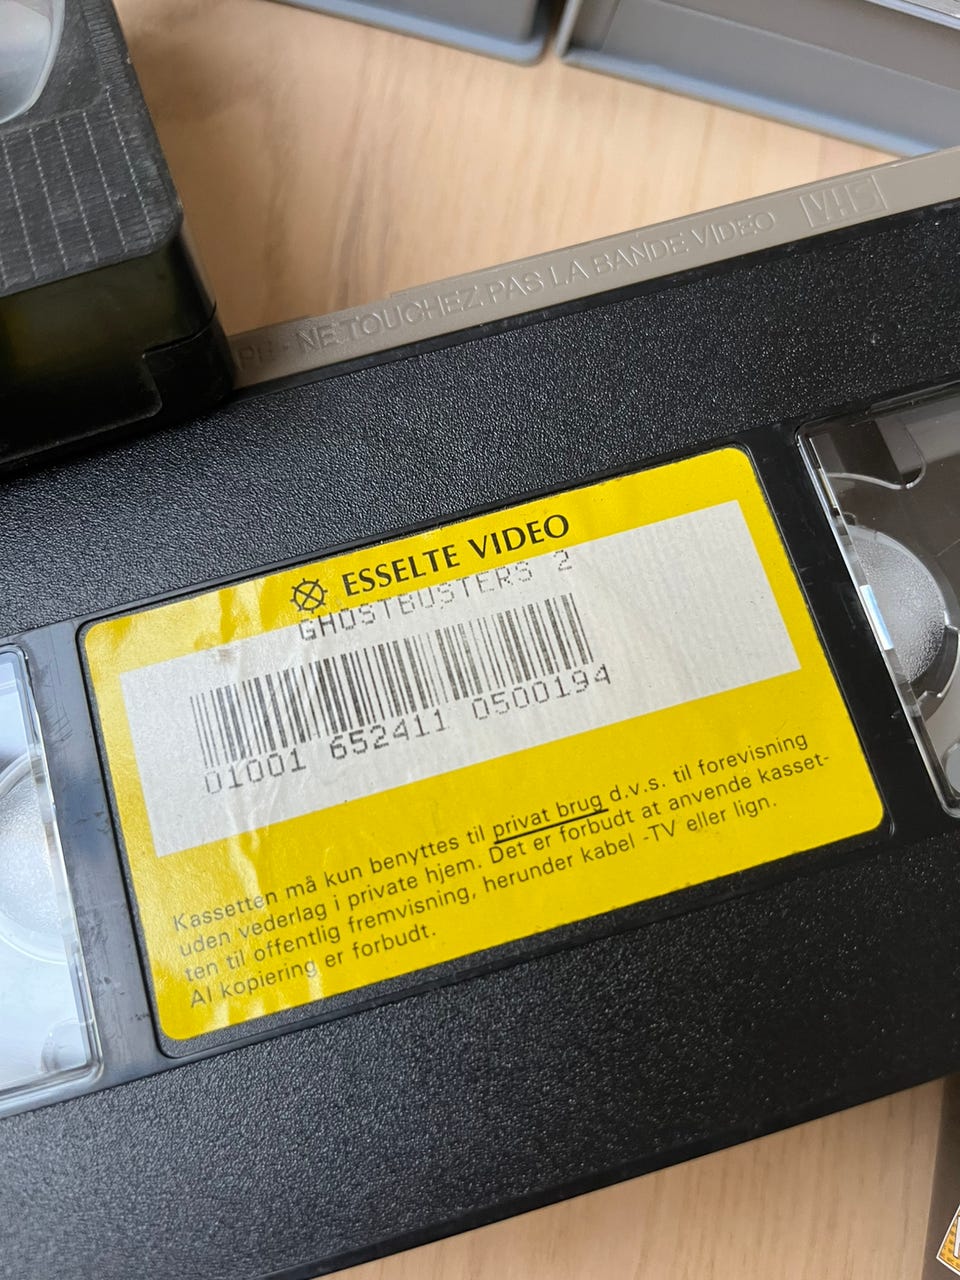 NE TOUCHEZ PAS LA BANDE VIDEO VHS
ESSELTE VIDEO
GHOSTBUSTERS 2
01001 652411 0500194
Kassetten må kun benyttes til privat brug d.v.s. til forevisning
uden vederlag i private hjem. Det er forbudt at anvende kasset-
ten til offentlig fremvisning, herunder kabel -TV eller lign.
Al kopiering er forbudt.